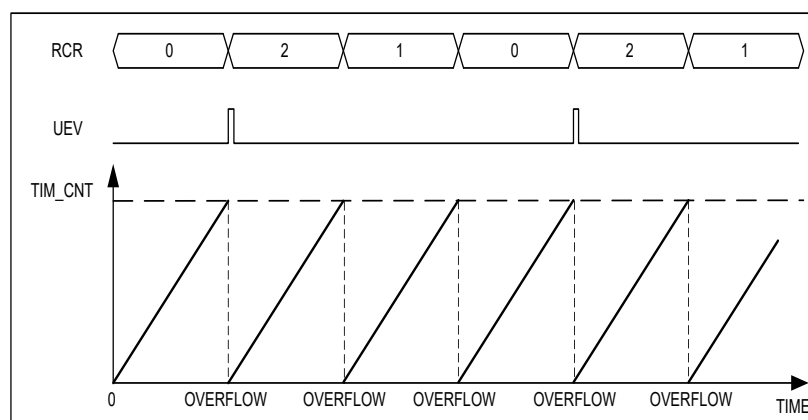 RCR 0 2 1 0 2 1
UEV
TIM_CNT
0 OVERFLOW OVERFLOW OVERFLOW OVERFLOW OVERFLOW TIME